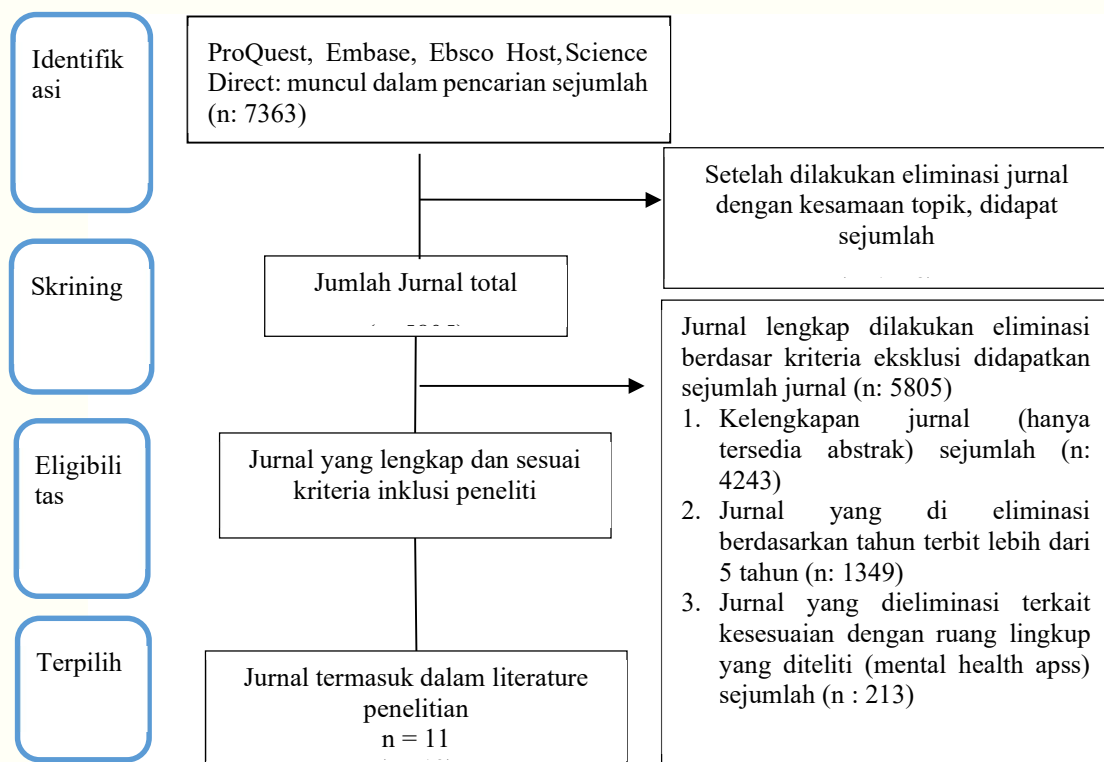 Identifik
asi
ProQuest, Embase, Ebsco Host, Science
Direct: muncul dalam pencarian sejumlah
(n: 7363)
Setelah dilakukan eliminasi jurnal
dengan kesamaan topik, didapat
sejumlah
Skrining
Jumlah Jurnal total
Jurnal lengkap dilakukan eliminasi
berdasar kriteria eksklusi didapatkan
sejumlah jurnal (n: 5805)
1. Kelengkapan jurnal (hanya
tersedia abstrak) sejumlah (n:
4243)
2. Jurnal yang di eliminasi
berdasarkan tahun terbit lebih dari
5 tahun (n: 1349)
3. Jurnal yang dieliminasi terkait
kesesuaian dengan ruang lingkup
yang diteliti (mental health apss)
sejumlah (n : 213)
Eligibili
tas
Jurnal yang lengkap dan sesuai
kriteria inklusi peneliti
Terpilih
Jurnal termasuk dalam literature
penelitian
n = 11